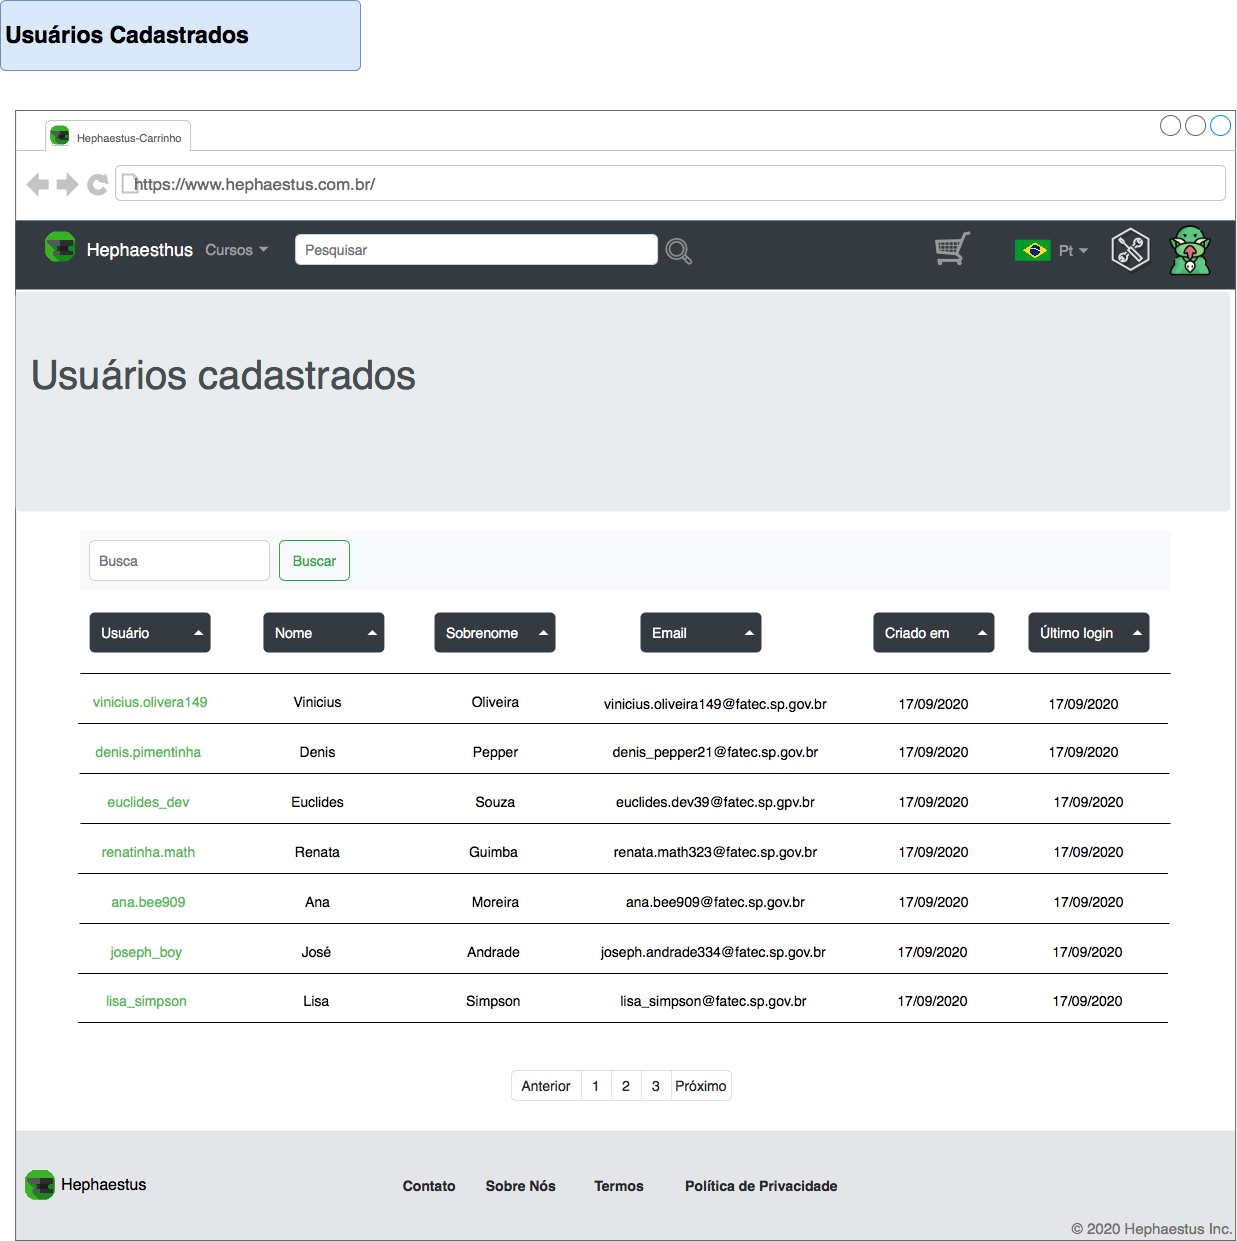 Usuários Cadastrados
Hephaestus-Carrinho
https://www.hephaestus.com.br/
Hephaesthus Cursos Pesquisar Pt
Usuários cadastrados
Busca Buscar
Usuário Nome Sobrenome Email Criado em Último login
vinicius.olivera149 Vinicius Oliveira vinicius.oliveira149@fatec.sp.gov.br 17/09/2020 17/09/2020
denis.pimentinha Denis Pepper denis_pepper21@fatec.sp.gov.br 17/09/2020 17/09/2020
euclides_dev Euclides Souza euclides.dev39@fatec.sp.gpv.br 17/09/2020 17/09/2020
renatinha.math Renata Guimba renata.math323@fatec.sp.gov.br 17/09/2020 17/09/2020
ana.bee909 Ana Moreira ana.bee909@fatec.sp.gov.br 17/09/2020 17/09/2020
joseph_boy José Andrade joseph.andrade334@fatec.sp.gov.br 17/09/2020 17/09/2020
lisa_simpson Lisa Simpson lisa_simpson@fatec.sp.gov.br 17/09/2020 17/09/2020
Anterior 1 2 3 Próximo
Hephaestus Contato Sobre Nós Termos Política de Privacidade
© 2020 Hephaestus Inc.